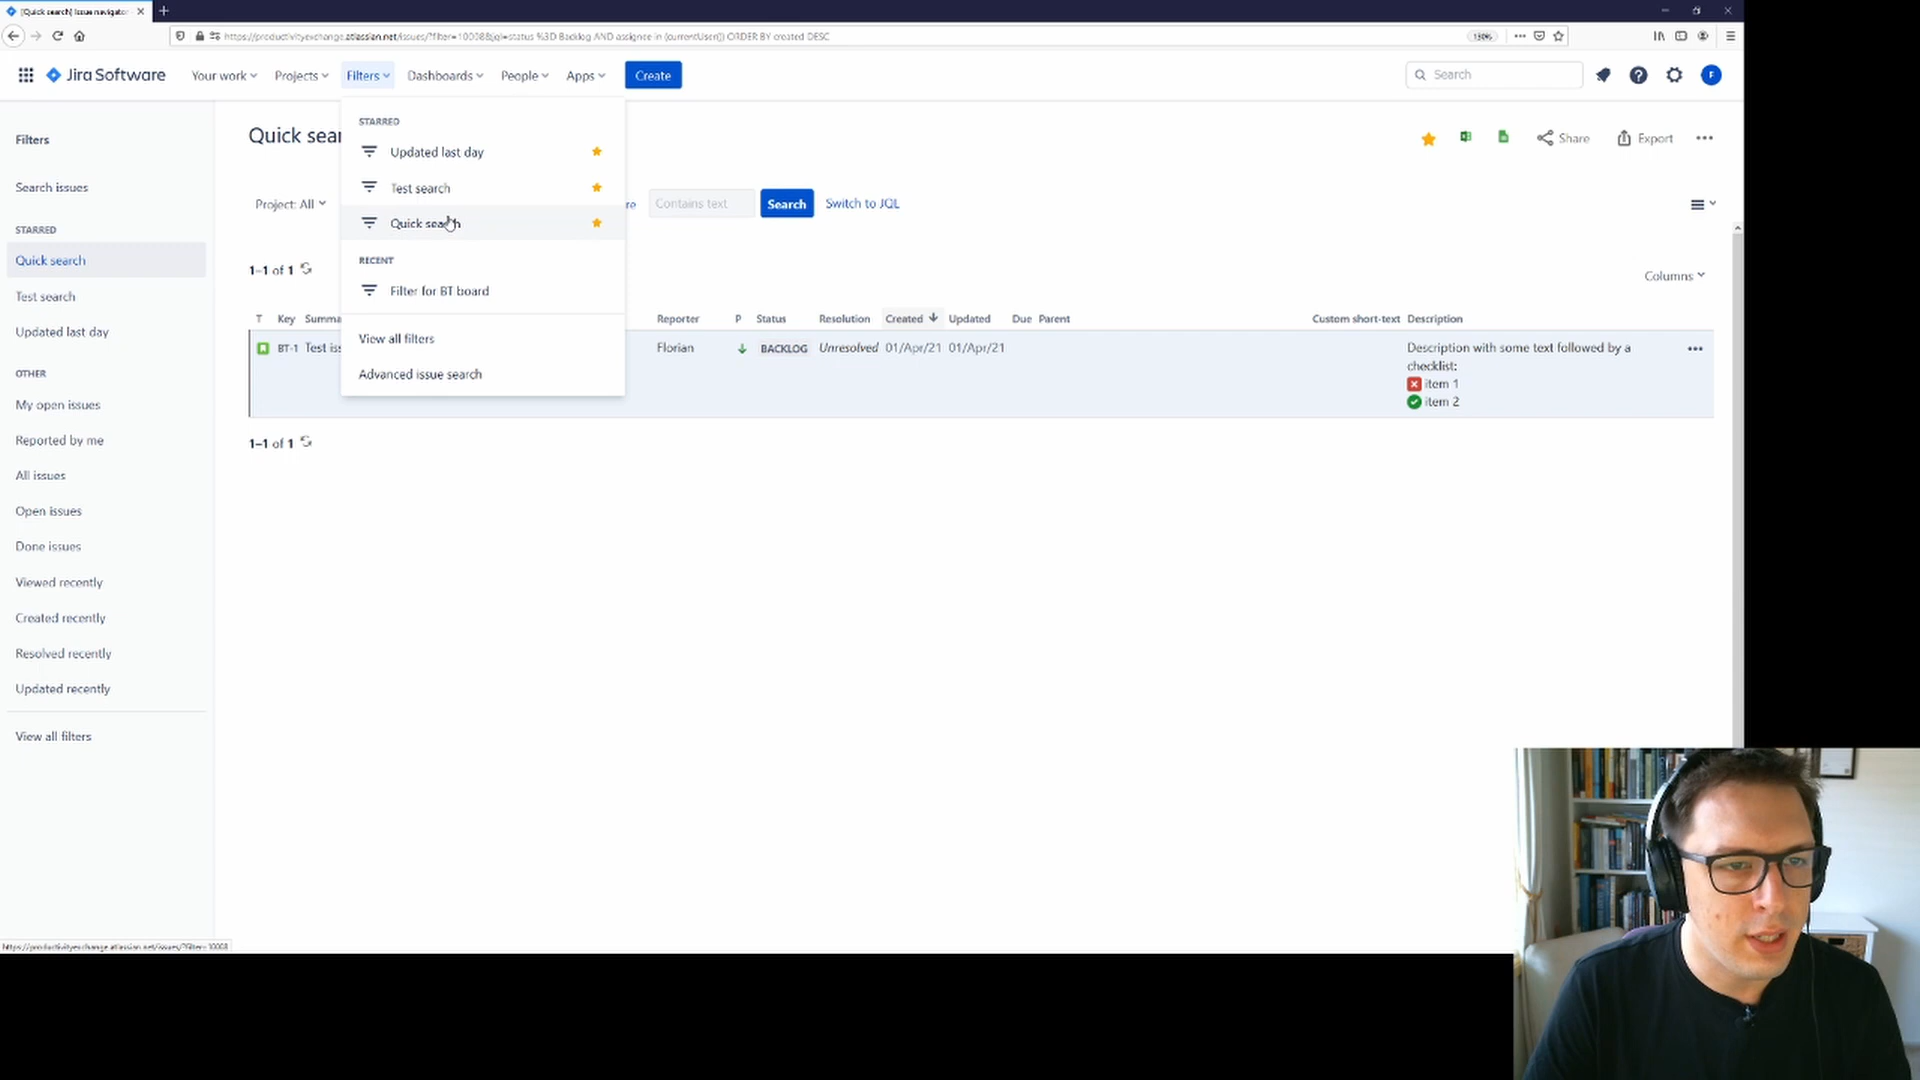 [Quick search] Issue navigator
https://productivityexchange.atlassian.net/issues/?filter=10008&jql=status %3D Backlog AND assignee in (currentUser()) ORDER BY created DESC
130%
Jira Software
Your work
Projects
Filters
Dashboards
People
Apps
Create
Search
F
Filters
Search issues
STARRED
Quick search
Test search
Updated last day
OTHER
My open issues
Reported by me
All issues
Open issues
Done issues
Viewed recently
Created recently
Resolved recently
Updated recently
View all filters
Quick sear
Share
Export
Project: All
re
Contains text
Search
Switch to JQL
STARRED
Updated last day
Test search
Quick search
RECENT
Filter for BT board
View all filters
Advanced issue search
1–1 of 1
Columns
T Key Summa Reporter P Status Resolution Created Updated Due Parent Custom short-text Description
BT-1 Test iss Florian BACKLOG Unresolved 01/Apr/21 01/Apr/21 Description with some text followed by a
checklist:
item 1
item 2
1–1 of 1
https://productivityexchange.atlassian.net/issues/?filter=10008